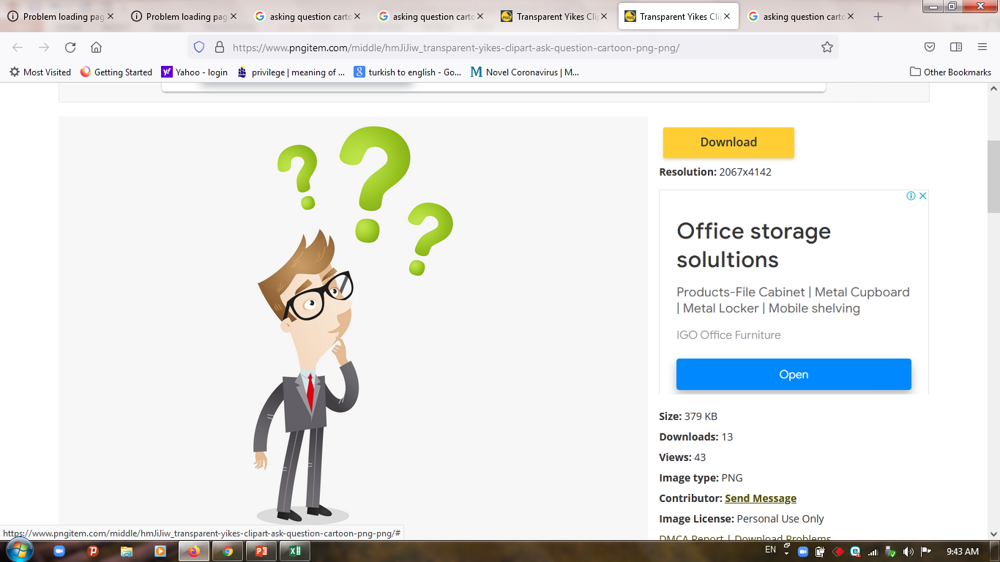 Problem loading pag
Problem loading pag
asking question carto
asking question carto
Transparent Yikes Clip
Transparent Yikes Clip
asking question carto
https://www.pngitem.com/middle/hmJiJiw_transparent-yikes-clipart-ask-question-cartoon-png-png/
Most Visited
Getting Started
Yahoo - login
privilege | meaning of ...
turkish to english - Go...
Novel Coronavirus | M...
Other Bookmarks
? ? ?
Download
Resolution: 2067x4142
Office storage
solultions
Products-File Cabinet | Metal Cupboard
| Metal Locker | Mobile shelving
IGO Office Furniture
Open
Size: 379 KB
Downloads: 13
Views: 43
Image type: PNG
Contributor: Send Message
Image License: Personal Use Only
DMCA Report | Download Problems
https://www.pngitem.com/middle/hmJiJiw_transparent-yikes-clipart-ask-question-cartoon-png-png/#
EN
9:43 AM